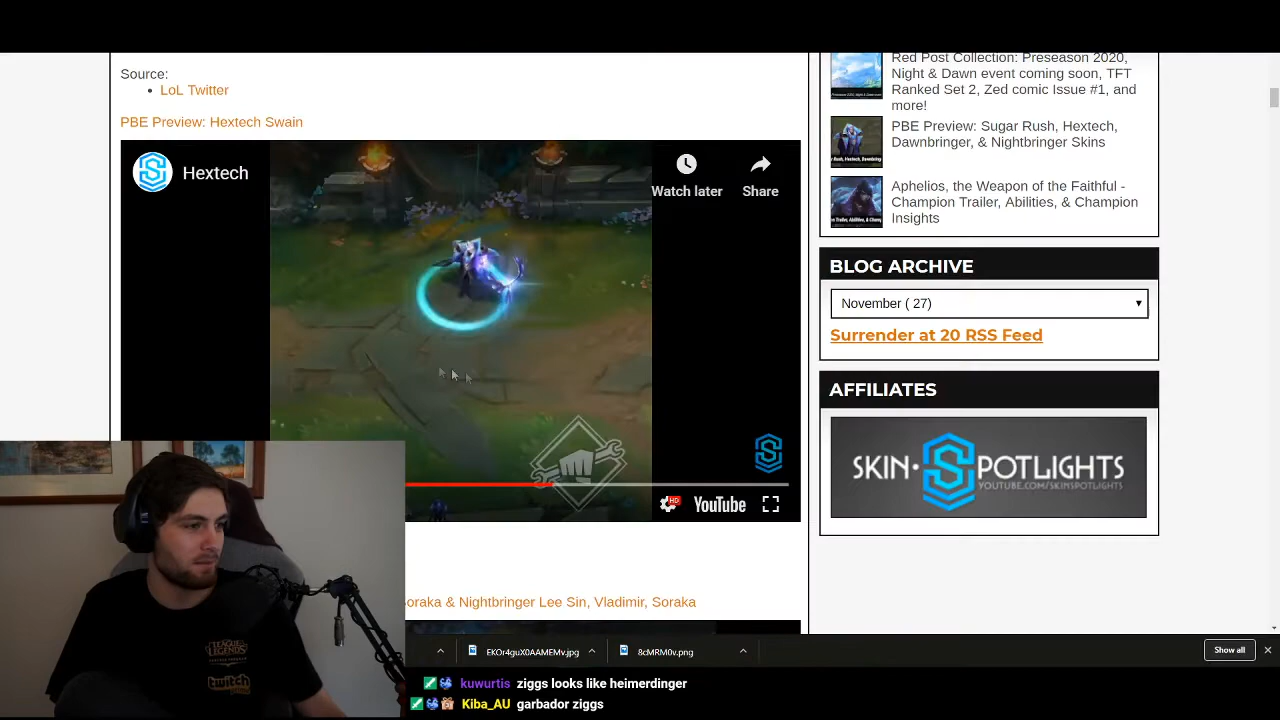 Source:
• LoL Twitter
PBE Preview: Hextech Swain
Hextech
Watch later
Share
YouTube
HD
oraka & Nightbringer Lee Sin, Vladimir, Soraka
Red Post Collection: Preseason 2020,
Night & Dawn event coming soon, TFT
Ranked Set 2, Zed comic Issue #1, and
more!
PBE Preview: Sugar Rush, Hextech,
Dawnbringer, & Nightbringer Skins
Aphelios, the Weapon of the Faithful -
Champion Trailer, Abilities, & Champion
Insights
BLOG ARCHIVE
November ( 27)
Surrender at 20 RSS Feed
AFFILIATES
SKIN SPOTLIGHTS
YOUTUBE.COM/SKINSPOTLIGHTS
LEAGUE
LEGENDS
twitch
EKOr4guX0AAMEMv.jpg
8cMRM0v.png
Show all
kuwurtis ziggs looks like heimerdinger
Kiba_AU garbador ziggs